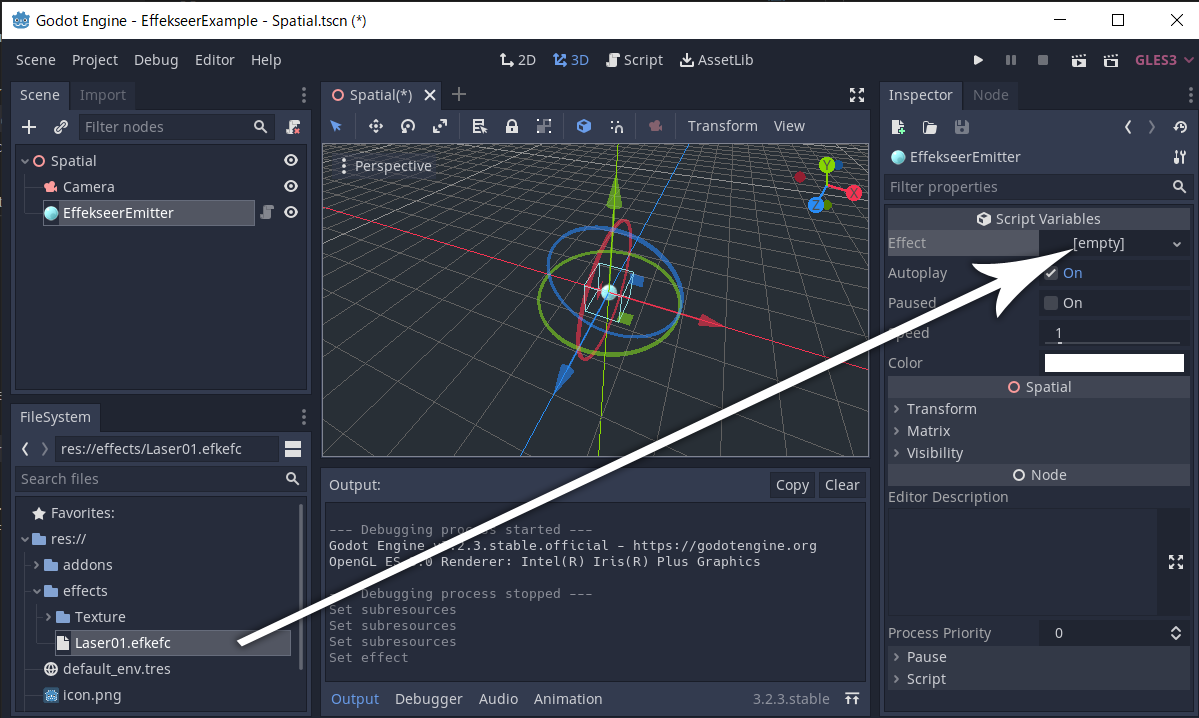 Godot Engine - EffekseerExample - Spatial.tscn (*)
Scene Project Debug Editor Help
2D 3D Script AssetLib
GLES3
Scene Import
Filter nodes
Spatial
Camera
EffekseerEmitter
FileSystem
res://effects/Laser01.efkefc
Search files
Favorites:
res://
addons
effects
Texture
Laser01.efkefc
default_env.tres
icon.png
Spatial(*)
Transform View
Perspective
Y
X
Z
Output:
Copy Clear
--- Debugging process started ---
Godot Engine v3.2.3.stable.official - https://godotengine.org
OpenGL ES 3.0 Renderer: Intel(R) Iris(R) Plus Graphics
--- Debugging process stopped ---
Set subresources
Set subresources
Set subresources
Set effect
Output Debugger Audio Animation
3.2.3.stable
Inspector Node
EffekseerEmitter
Filter properties
Script Variables
Effect [empty]
Autoplay On
Paused On
Speed 1
Color
Spatial
Transform
Matrix
Visibility
Node
Editor Description
Process Priority 0
Pause
Script